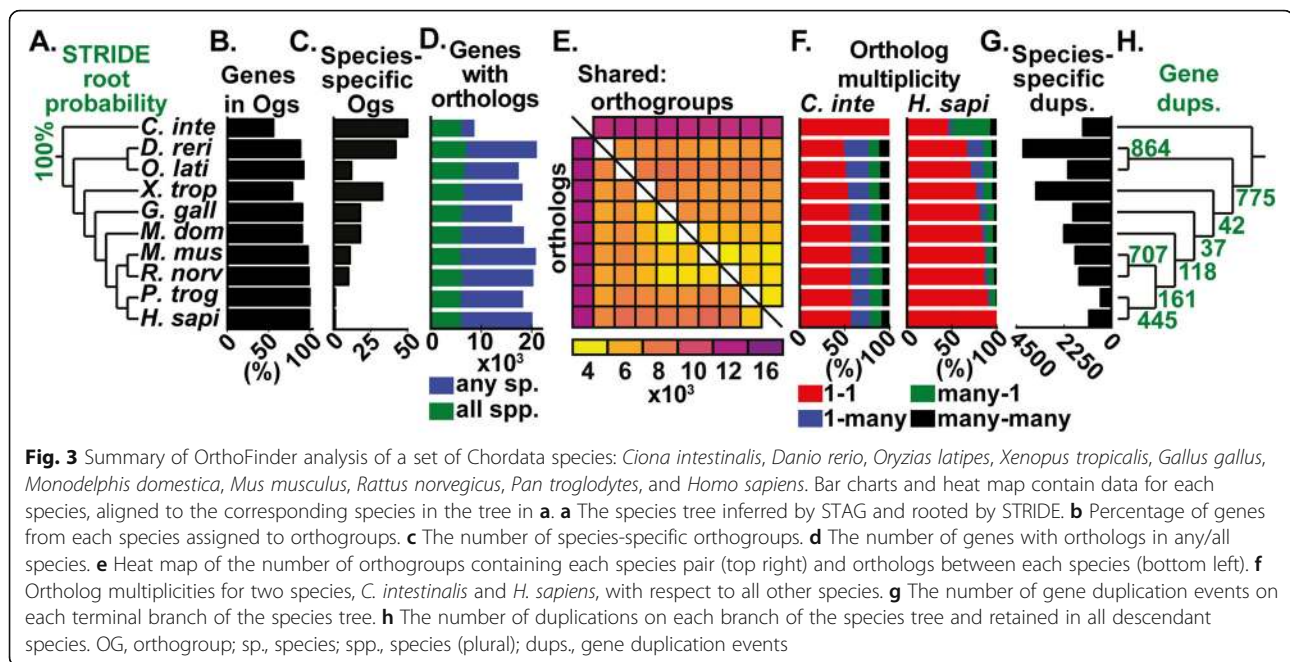 A. B. C. D. E. F. G. H.
STRIDE root probability
Genes in Ogs
Species-specific Ogs
Genes with orthologs
Shared: orthogroups
Ortholog multiplicity
C. inte H. sapi
Species-specific dups.
Gene dups.
100%
C. inte
D. reri
O. lati
X. trop
G. gall
M. dom
M. mus
R. norv
P. trog
H. sapi
0 50 100
(%)
0 25 50
0 10 20
x10³
any sp.
all spp.
orthologs
4 6 8 10 12 16
x10³
0 50 100
(%)
0 50 100
(%)
1-1 many-1
1-many many-many
4500 2250 0
864
775
42
37
707
118
161
445
Fig. 3 Summary of OrthoFinder analysis of a set of Chordata species: Ciona intestinalis, Danio rerio, Oryzias latipes, Xenopus tropicalis, Gallus gallus,
Monodelphis domestica, Mus musculus, Rattus norvegicus, Pan troglodytes, and Homo sapiens. Bar charts and heat map contain data for each
species, aligned to the corresponding species in the tree in a. a The species tree inferred by STAG and rooted by STRIDE. b Percentage of genes
from each species assigned to orthogroups. c The number of species-specific orthogroups. d The number of genes with orthologs in any/all
species. e Heat map of the number of orthogroups containing each species pair (top right) and orthologs between each species (bottom left). f
Ortholog multiplicities for two species, C. intestinalis and H. sapiens, with respect to all other species. g The number of gene duplication events on
each terminal branch of the species tree. h The number of duplications on each branch of the species tree and retained in all descendant
species. OG, orthogroup; sp., species; spp., species (plural); dups., gene duplication events